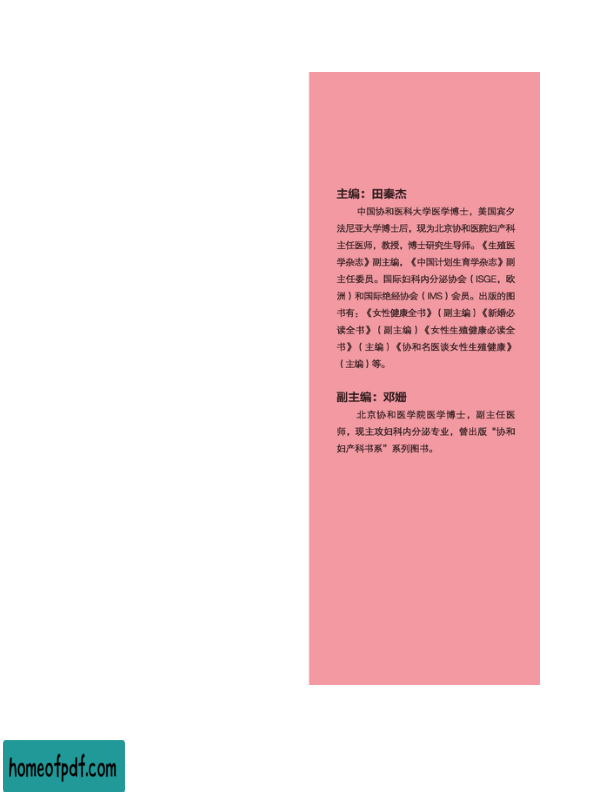 主编：田秦杰
中国协和医科大学医学博士，美国宾夕
法尼亚大学博士后，现为北京协和医院妇产科
主任医师，教授，博士研究生导师。《生殖医
学杂志》副主编，《中国计划生育学杂志》副
主任委员。国际妇科内分泌协会（ISGE，欧
洲）和国际绝经协会（IMS）会员。出版的图
书有：《女性健康全书》（副主编）《新婚必
读全书》（副主编）《女性生殖健康必读全
书》（主编）《协和名医谈女性生殖健康》
（主编）等。
副主编：邓姗
北京协和医学院医学博士，副主任医
师，现主攻妇科内分泌专业，曾出版“协和
妇产科书系”系列图书。
homeofpdf.com